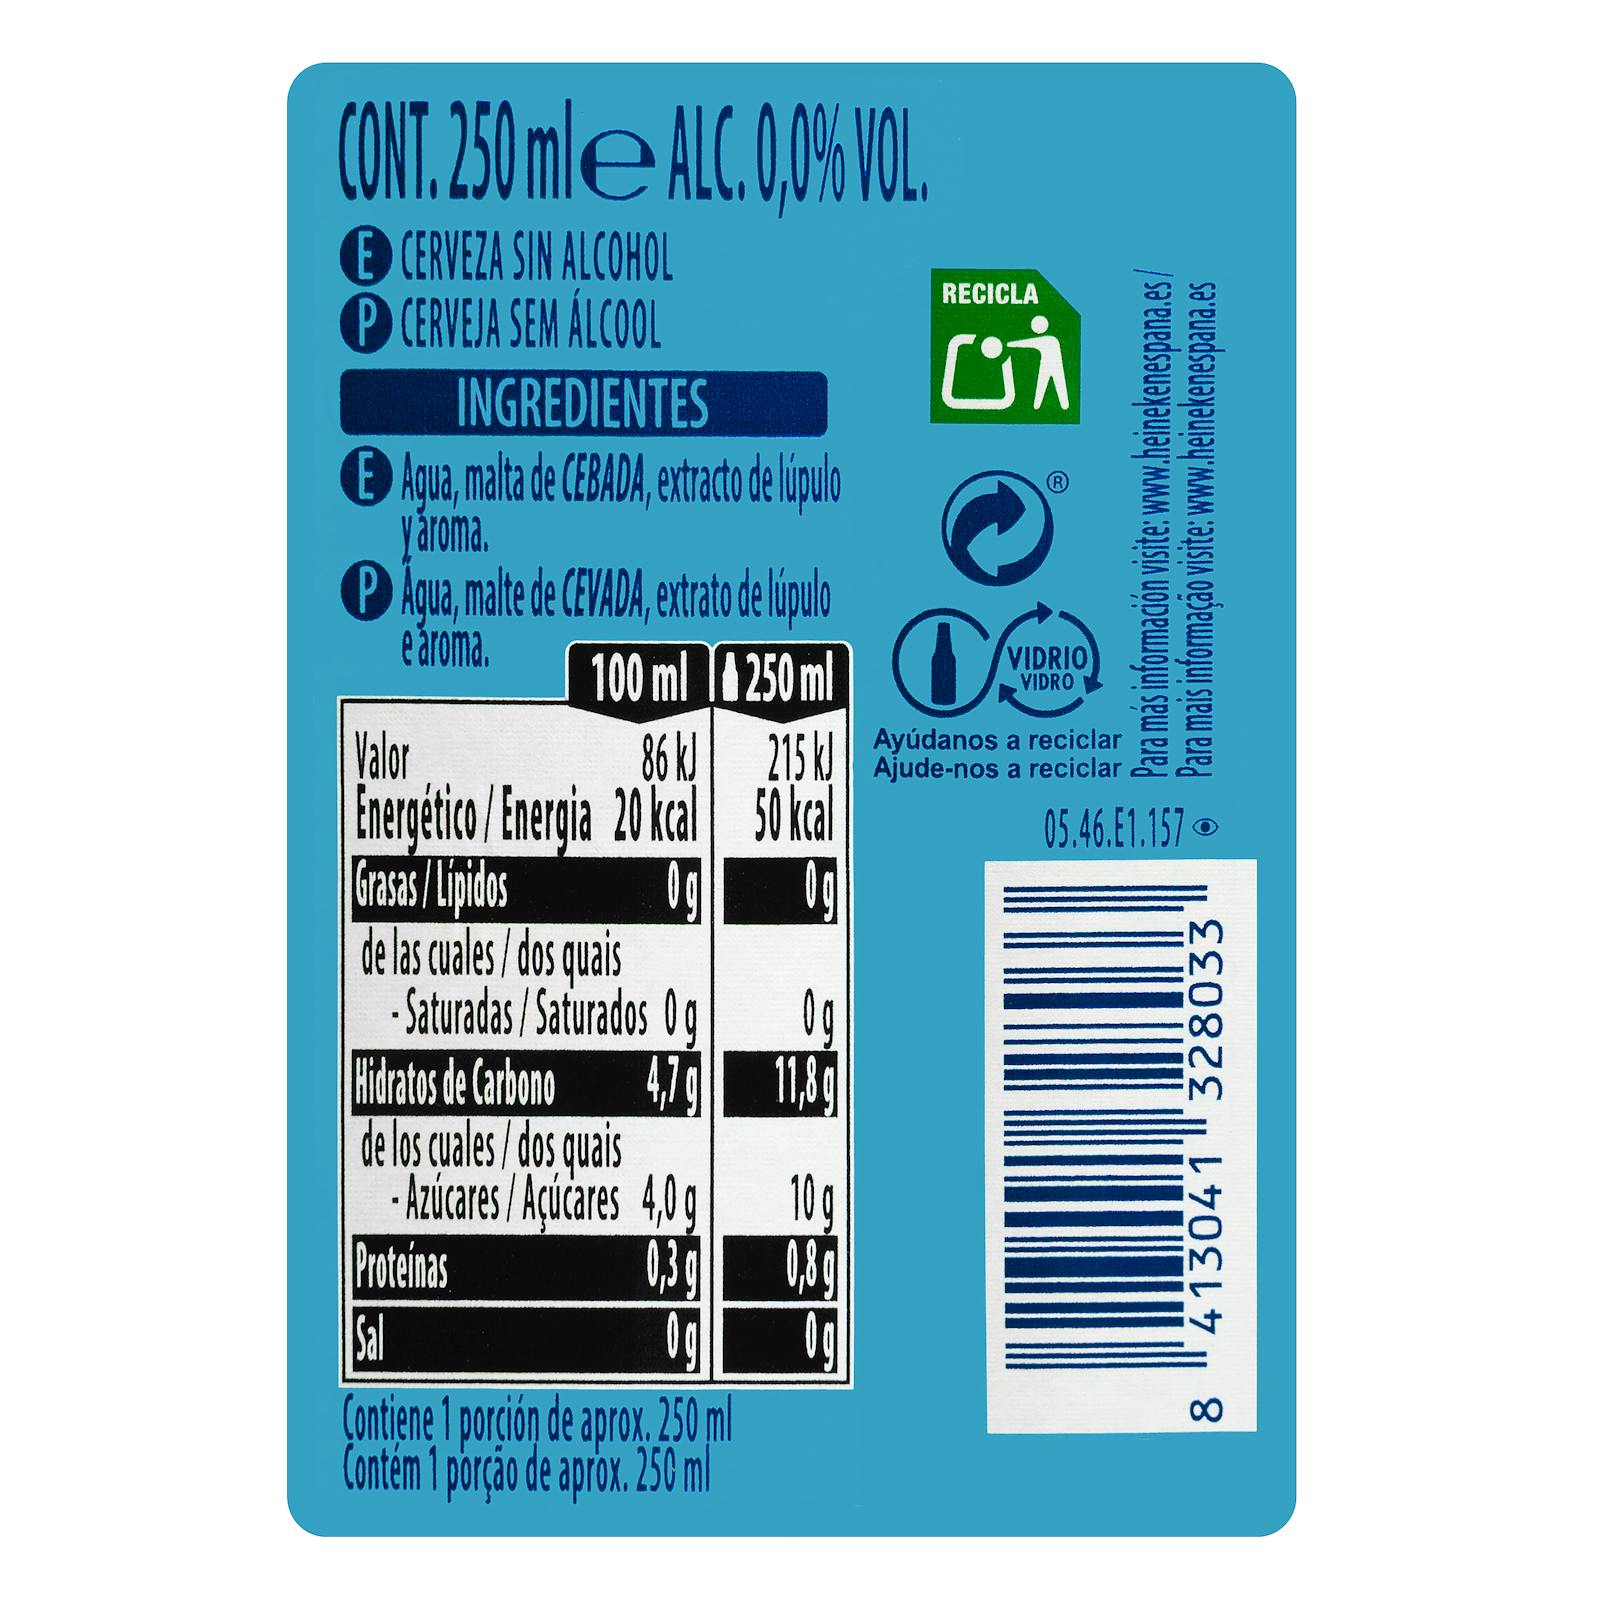 CONT. 250 ml e ALC. 0,0% VOL.
E CERVEZA SIN ALCOHOL
P CERVEJA SEM ÁLCOOL
INGREDIENTES
E Agua, malta de CEBADA, extracto de lúpulo
y aroma.
P Água, malte de CEVADA, extrato de lúpulo
e aroma.
100 ml 250 ml
Valor 86 kJ 215 kJ
Energético / Energia 20 kcal 50 kcal
Grasas / Lípidos 0 g 0 g
de las cuales / dos quais
- Saturadas / Saturados 0 g 0 g
Hidratos de Carbono 4,7 g 11,8 g
de los cuales / dos quais
- Azúcares / Açúcares 4,0 g 10 g
Proteínas 0,3 g 0,8 g
Sal 0 g 0 g
Contiene 1 porción de aprox. 250 ml
Contém 1 porção de aprox. 250 ml
RECICLA
®
VIDRIO
VIDRO
Ayúdanos a reciclar
Ajude-nos a reciclar
Para más información visite: www.heinekenespana.es /
Para mais informação visite: www.heinekenespana.es
05.46.E1.157
8 413041 328033